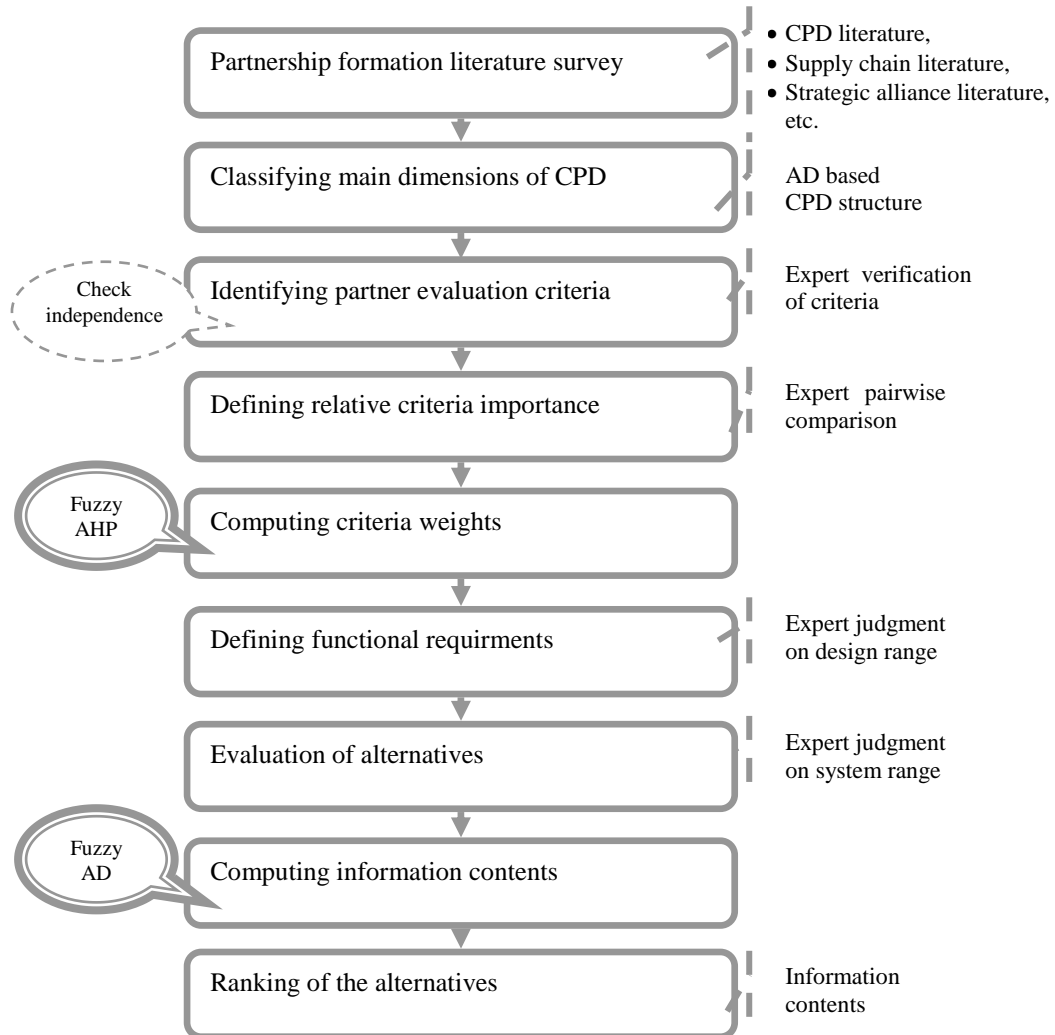 Partnership formation literature survey
• CPD literature,
• Supply chain literature,
• Strategic alliance literature,
etc.
Classifying main dimensions of CPD
AD based
CPD structure
Check
independence
Identifying partner evaluation criteria
Expert verification
of criteria
Defining relative criteria importance
Expert pairwise
comparison
Fuzzy
AHP
Computing criteria weights
Defining functional requirments
Expert judgment
on design range
Evaluation of alternatives
Expert judgment
on system range
Fuzzy
AD
Computing information contents
Ranking of the alternatives
Information
contents